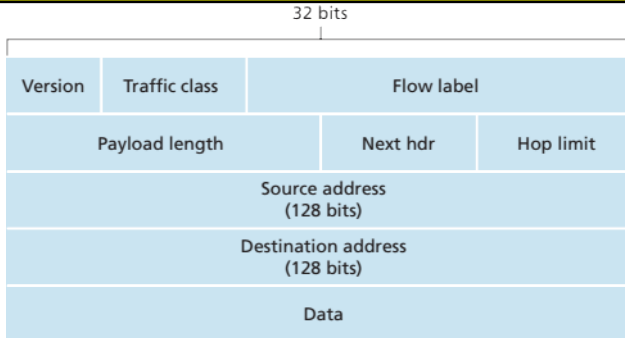 32 bits
Version Traffic class Flow label
Payload length Next hdr Hop limit
Source address
(128 bits)
Destination address
(128 bits)
Data